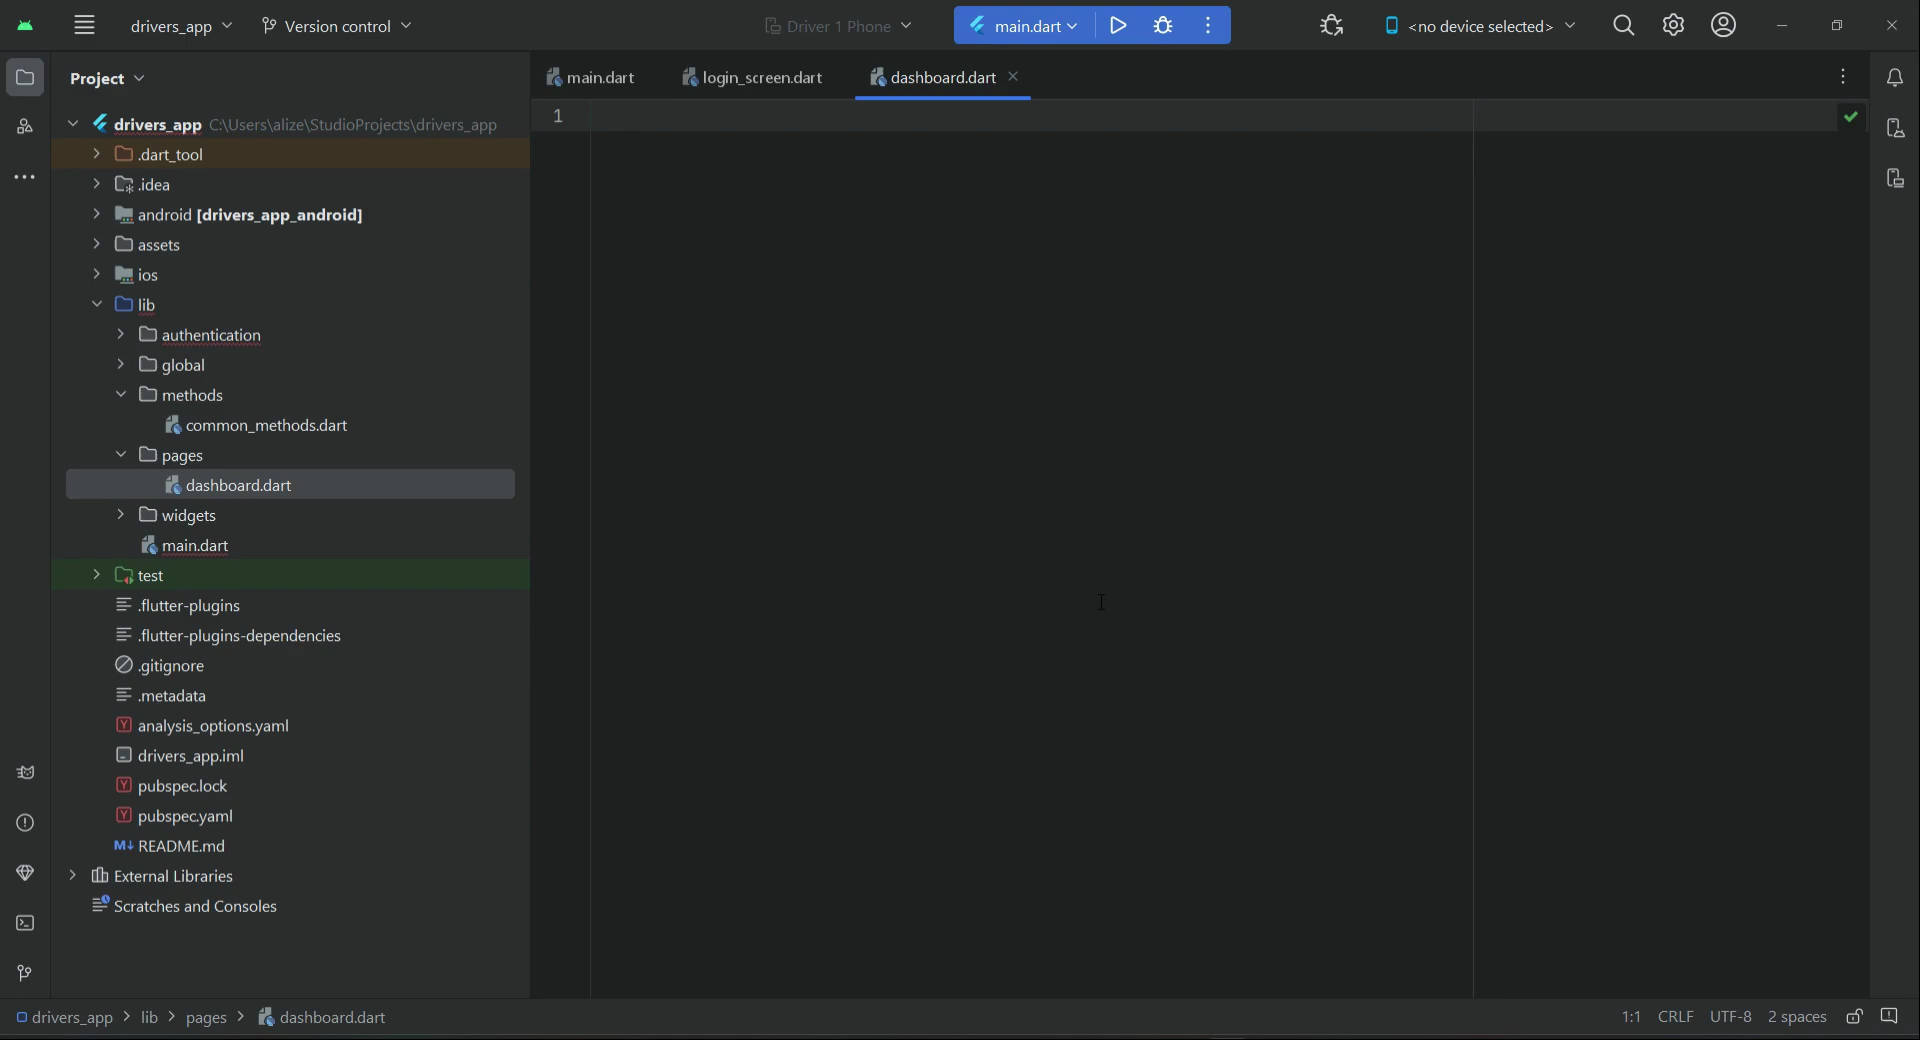 drivers_app
Version control
Driver 1 Phone
main.dart
<no device selected>
Project
main.dart
login_screen.dart
dashboard.dart
1
drivers_app C:\Users\alize\StudioProjects\drivers_app
.dart_tool
.idea
android [drivers_app_android]
assets
ios
lib
authentication
global
methods
common_methods.dart
pages
dashboard.dart
widgets
main.dart
test
.flutter-plugins
.flutter-plugins-dependencies
.gitignore
.metadata
analysis_options.yaml
drivers_app.iml
pubspec.lock
pubspec.yaml
README.md
External Libraries
Scratches and Consoles
drivers_app > lib > pages > dashboard.dart
1:1 CRLF UTF-8 2 spaces